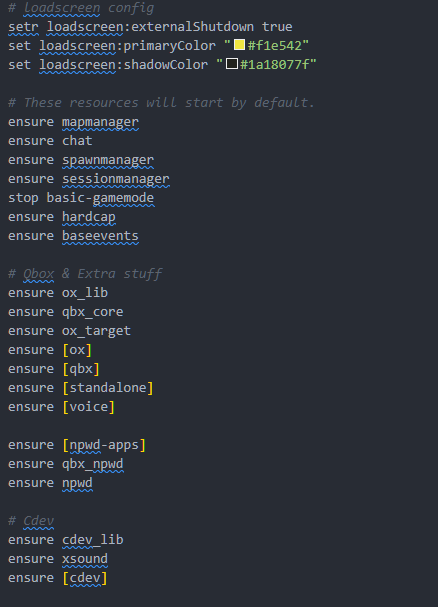 # loadscreen config
setr loadscreen:externalShutdown true
set loadscreen:primaryColor "#f1e542"
set loadscreen:shadowColor "#1a18077f"
# These resources will start by default.
ensure mapmanager
ensure chat
ensure spawnmanager
ensure sessionmanager
stop basic-gamemode
ensure hardcap
ensure baseevents
# Qbox & Extra stuff
ensure ox_lib
ensure qbx_core
ensure ox_target
ensure [ox]
ensure [qbx]
ensure [standalone]
ensure [voice]
ensure [npwd-apps]
ensure qbx_npwd
ensure npwd
# Cdev
ensure cdev_lib
ensure xsound
ensure [cdev]